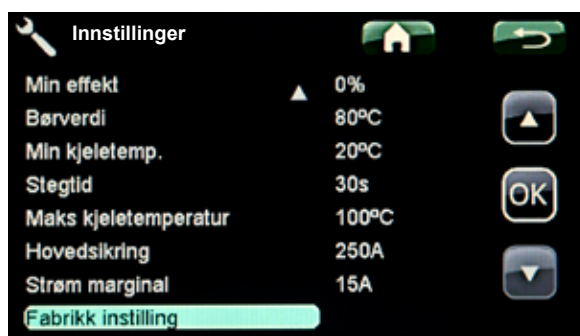 Innstillinger
Min effekt 0%
Børverdi 80ºC
Min kjeletemp. 20ºC
Stegtid 30s
OK
Maks kjeletemperatur 100ºC
Hovedsikring 250A
Strøm marginal 15A
Fabrikk instilling